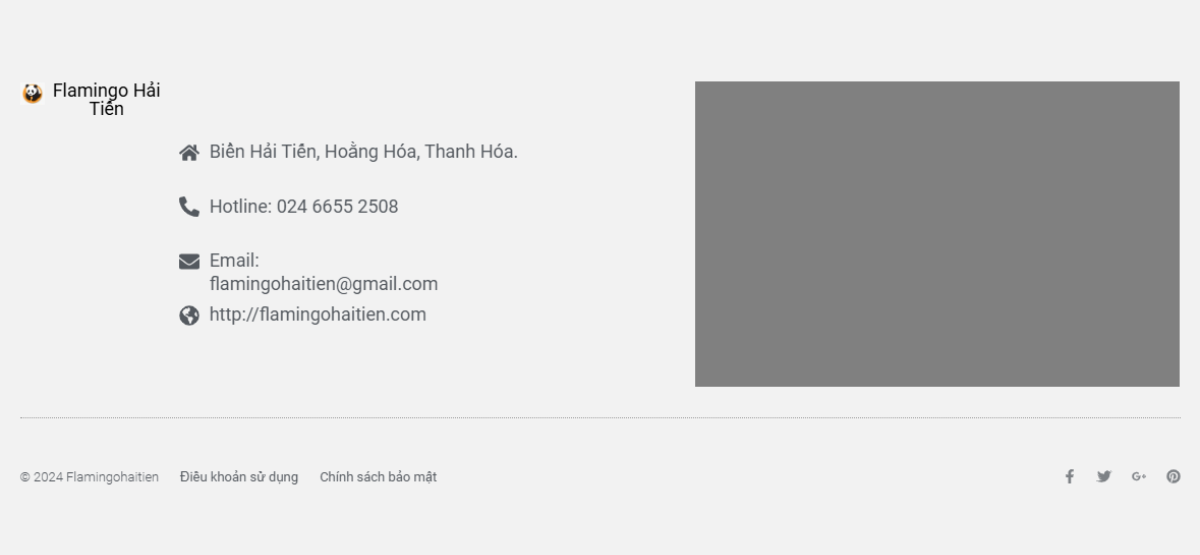 Flamingo Hải
Tiến
Biển Hải Tiến, Hoằng Hóa, Thanh Hóa.
Hotline: 024 6655 2508
Email:
flamingohaitien@gmail.com
http://flamingohaitien.com
© 2024 Flamingohaitien Điều khoản sử dụng Chính sách bảo mật